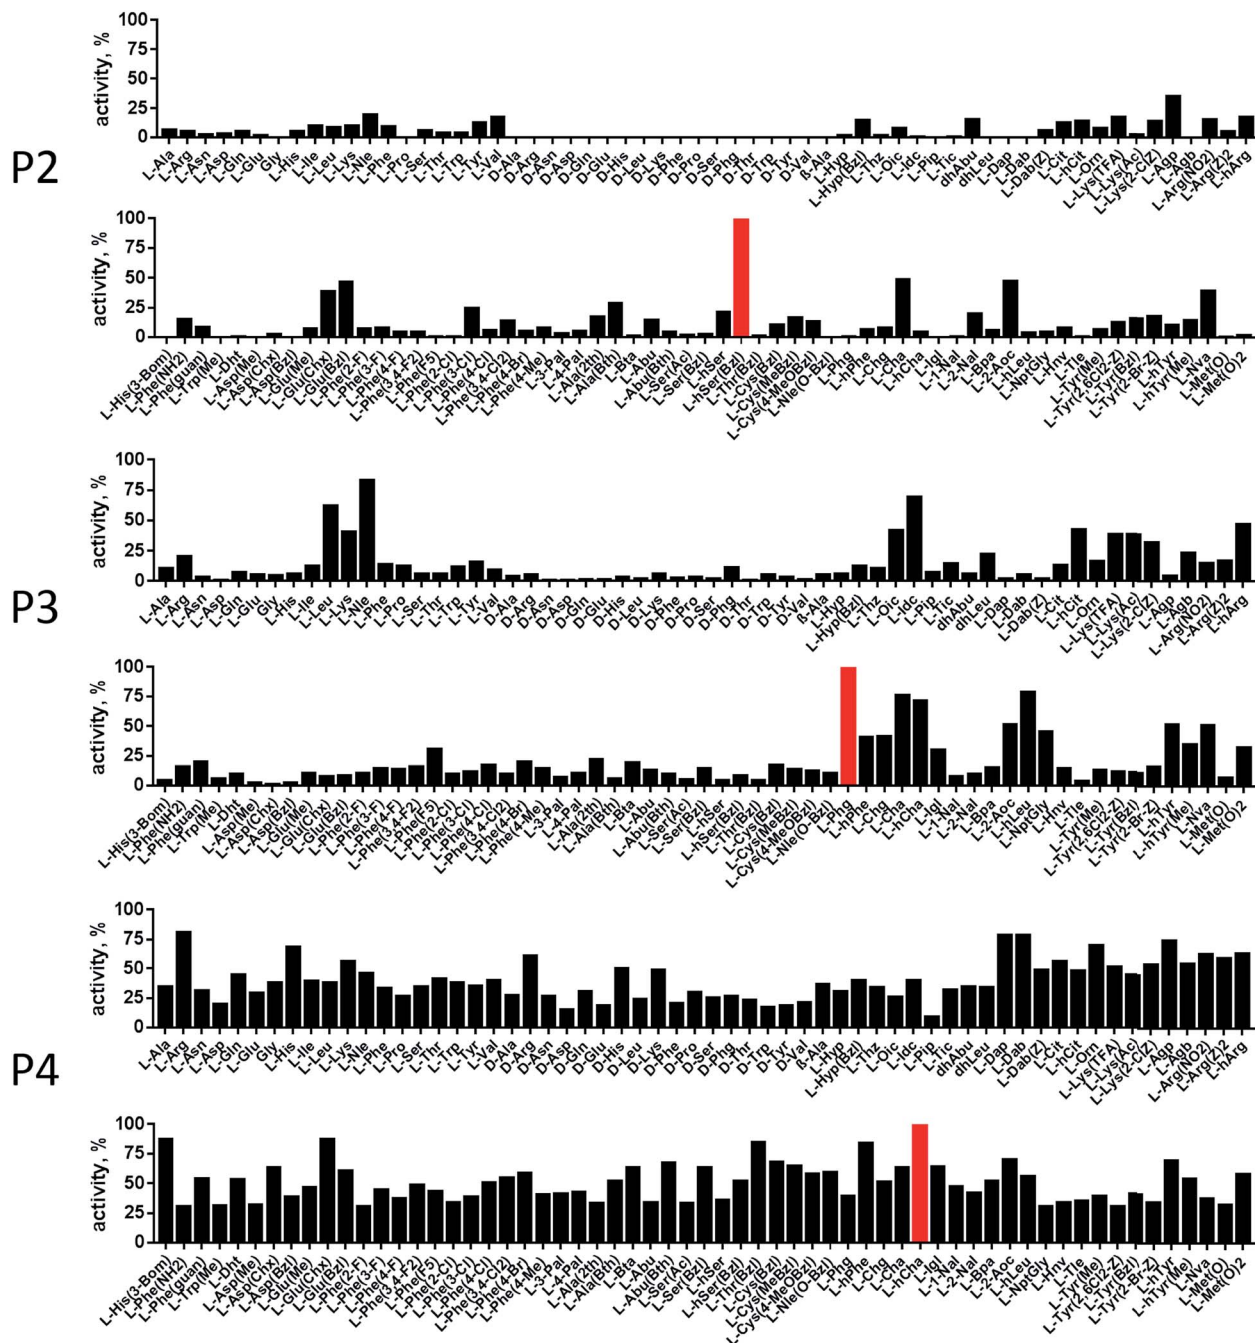 P2
activity, %
100
75
50
25
0
L-Ala L-Arg L-Asn L-Asp L-Gln L-Glu Gly L-His L-Ile L-Leu L-Lys L-Nle L-Phe L-Pro L-Ser L-Thr L-Trp L-Tyr L-Val D-Ala D-Arg D-Asn D-Asp D-Gln D-Glu D-His D-Leu D-Lys D-Phe D-Pro D-Ser D-Phg D-Thr D-Trp D-Tyr ß-Ala L-Hyp L-Hyp(Bzl) L-Thz L-Oic L-Idc L-Pip L-Tic dhAbu dhLeu L-Dap L-Dab L-Dab(Z) L-Cit L-hCit L-Orn L-Lys(TFA) L-Lys(Ac) L-Lys(2-ClZ) L-Agp L-Agb L-Arg(NO2) L-Arg(Z)2 L-hArg
activity, %
100
75
50
25
0
L-His(3-Bom) L-Phe(NH2) L-Phe(guan) L-Trp(Me) L-Dht L-Asp(Me) L-Asp(Chx) L-Asp(Bzl) L-Glu(Me) L-Glu(Chx) L-Glu(Bzl) L-Phe(2-F) L-Phe(3-F) L-Phe(4-F) L-Phe(3,4-F2) L-Phe(F5) L-Phe(2-Cl) L-Phe(3-Cl) L-Phe(4-Cl) L-Phe(3,4-Cl2) L-Phe(4-Br) L-Phe(4-Me) L-3-Pal L-4-Pal L-Ala(2th) L-Ala(Bth) L-Bta L-Abu L-Abu(Bth) L-Ser(Ac) L-Ser(Bzl) L-hSer L-hSer(Bzl) L-Thr(Bzl) L-Cys(Bzl) L-Cys(MeBzl) L-Cys(4-MeOBzl) L-Nle(O-Bzl) L-Phg L-hPhe L-Chg L-Cha L-hCha L-Igl L-1-Nal L-2-Nal L-Bpa L-2-Aoc L-hLeu L-NptGly L-Hnv L-Tle L-Tyr(Me) L-Tyr(2,6Cl2-Z) L-Tyr(Bzl) L-Tyr(2-Br-Z) L-hTyr L-hTyr(Me) L-Nva L-Met(O) L-Met(O)2
P3
activity, %
100
75
50
25
0
L-Ala L-Arg L-Asn L-Asp L-Gln L-Glu Gly L-His L-Ile L-Leu L-Lys L-Nle L-Phe L-Pro L-Ser L-Thr L-Trp L-Tyr L-Val D-Ala D-Arg D-Asn D-Asp D-Gln D-Glu D-His D-Leu D-Lys D-Phe D-Pro D-Ser D-Phg D-Thr D-Trp D-Tyr D-Val ß-Ala L-Hyp L-Hyp(Bzl) L-Thz L-Oic L-Idc L-Pip L-Tic dhAbu dhLeu L-Dap L-Dab L-Dab(Z) L-Cit L-hCit L-Orn L-Lys(TFA) L-Lys(Ac) L-Lys(2-ClZ) L-Agp L-Agb L-Arg(NO2) L-Arg(Z)2 L-hArg
activity, %
100
75
50
25
0
L-His(3-Bom) L-Phe(NH2) L-Phe(guan) L-Trp(Me) L-Dht L-Asp(Me) L-Asp(Chx) L-Asp(Bzl) L-Glu(Me) L-Glu(Chx) L-Glu(Bzl) L-Phe(2-F) L-Phe(3-F) L-Phe(4-F) L-Phe(3,4-F2) L-Phe(F5) L-Phe(2-Cl) L-Phe(3-Cl) L-Phe(4-Cl) L-Phe(3,4-Cl2) L-Phe(4-Br) L-Phe(4-Me) L-3-Pal L-4-Pal L-Ala(2th) L-Ala(Bth) L-Bta L-Abu L-Abu(Bth) L-Ser(Ac) L-Ser(Bzl) L-hSer L-hSer(Bzl) L-Thr(Bzl) L-Cys(Bzl) L-Cys(MeBzl) L-Cys(4-MeOBzl) L-Nle(O-Bzl) L-Phg L-hPhe L-Chg L-Cha L-hCha L-Igl L-1-Nal L-2-Nal L-Bpa L-2-Aoc L-hLeu L-NptGly L-Hnv L-Tle L-Tyr(Me) L-Tyr(2,6Cl2-Z) L-Tyr(Bzl) L-Tyr(2-Br-Z) L-hTyr L-hTyr(Me) L-Nva L-Met(O) L-Met(O)2
P4
activity, %
100
75
50
25
0
L-Ala L-Arg L-Asn L-Asp L-Gln L-Glu Gly L-His L-Ile L-Leu L-Lys L-Nle L-Phe L-Pro L-Ser L-Thr L-Trp L-Tyr L-Val D-Ala D-Arg D-Asn D-Asp D-Gln D-Glu D-His D-Leu D-Lys D-Phe D-Pro D-Ser D-Phg D-Thr D-Trp D-Tyr D-Val ß-Ala L-Hyp L-Hyp(Bzl) L-Thz L-Oic L-Idc L-Pip L-Tic dhAbu dhLeu L-Dap L-Dab L-Dab(Z) L-Cit L-hCit L-Orn L-Lys(TFA) L-Lys(Ac) L-Lys(2-ClZ) L-Agp L-Agb L-Arg(NO2) L-Arg(Z)2 L-hArg
activity, %
100
75
50
25
0
L-His(3-Bom) L-Phe(NH2) L-Phe(guan) L-Trp(Me) L-Dht L-Asp(Me) L-Asp(Chx) L-Asp(Bzl) L-Glu(Me) L-Glu(Chx) L-Glu(Bzl) L-Phe(2-F) L-Phe(3-F) L-Phe(4-F) L-Phe(3,4-F2) L-Phe(F5) L-Phe(2-Cl) L-Phe(3-Cl) L-Phe(4-Cl) L-Phe(3,4-Cl2) L-Phe(4-Br) L-Phe(4-Me) L-3-Pal L-4-Pal L-Ala(2th) L-Ala(Bth) L-Bta L-Abu L-Abu(Bth) L-Ser(Ac) L-Ser(Bzl) L-hSer L-hSer(Bzl) L-Thr(Bzl) L-Cys(Bzl) L-Cys(MeBzl) L-Cys(4-MeOBzl) L-Nle(O-Bzl) L-Phg L-hPhe L-Chg L-Cha L-hCha L-Igl L-1-Nal L-2-Nal L-Bpa L-2-Aoc L-hLeu L-NptGly L-Hnv L-Tle L-Tyr(Me) L-Tyr(2,6Cl2-Z) L-Tyr(Bzl) L-Tyr(2-Br-Z) L-hTyr L-hTyr(Me) L-Nva L-Met(O) L-Met(O)2